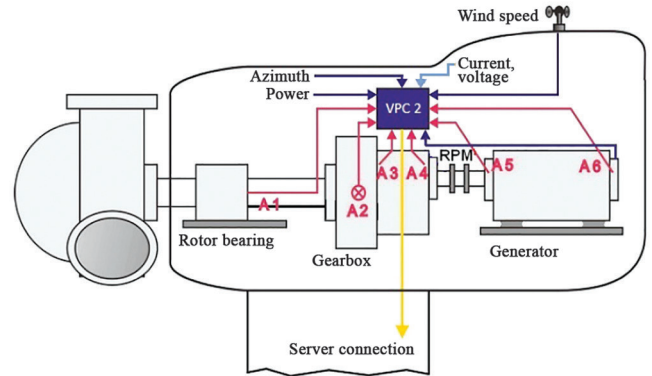 Wind speed
Azimuth
Current,
voltage
Power
VPC 2
RPM
A1
A2
A3
A4
A5
A6
Rotor bearing
Gearbox
Generator
Server connection